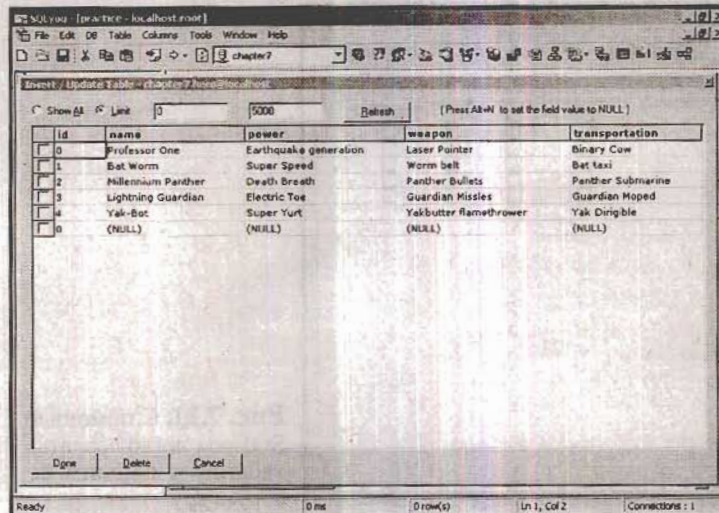 SQLyog - [practice - localhost.root]
File Edit DB Table Columns Tools Window Help
chapter7
Insert / Update Table - chapter7.hero@localhost
Show All Limit 0 5000 Refresh [ Press Alt+N to set the field value to NULL ]
id name power weapon transportation
0 Professor One Earthquake generation Laser Pointer Binary Cow
1 Bat Worm Super Speed Worm belt Bat taxi
2 Millennium Panther Death Breath Panther Bullets Panther Submarine
3 Lightning Guardian Electric Toe Guardian Missles Guardian Moped
4 Yak-Bot Super Yurt Yakbutter flamethrower Yak Dirigible
0 (NULL) (NULL) (NULL) (NULL)
Done Delete Cancel
Ready 0 ms 0 row(s) Ln 1, Col 2 Connections : 1